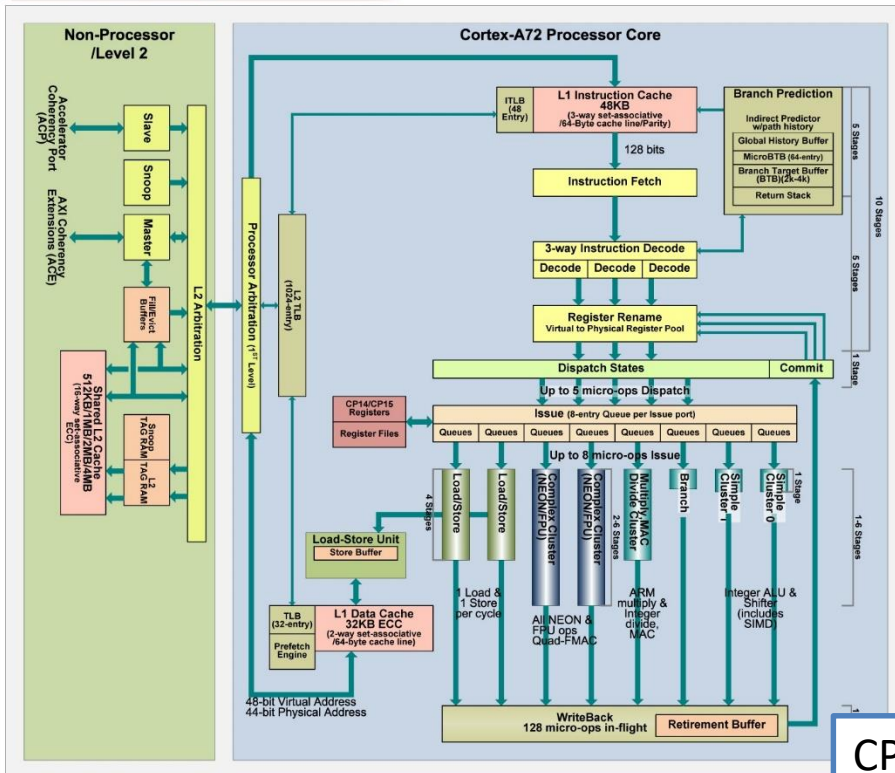 Non-Processor
/Level 2
Accelerator
Coherency Port
(ACP)
AXI Coherency
Extensions (ACE)
Slave
Snoop
Master
Fill/Evict
Buffers
L2 Arbitration
Shared L2 Cache
512KB/1MB/2MB/4MB
(16-way set-associative
ECC)
Snoop
TAG RAM
L2
TAG RAM
Cortex-A72 Processor Core
Processor Arbitration (1ST Level)
L2 TLB
(1024-entry)
ITLB
(48
Entry)
L1 Instruction Cache
48KB
(3-way set-associative
/64-Byte cache line/Parity)
128 bits
Instruction Fetch
3-way Instruction Decode
Decode Decode Decode
Register Rename
Virtual to Physical Register Pool
Branch Prediction
Indirect Predictor
w/path history
Global History Buffer
MicroBTB (64-entry)
Branch Target Buffer
(BTB)(2k-4k)
Return Stack
5 Stages
5 Stages
10 Stages
1
Stage
Dispatch States
Commit
Up to 5 micro-ops Dispatch
CP14/CP15
Registers
Register Files
Issue (8-entry Queue per Issue port)
Queues Queues Queues Queues Queues Queues Queues Queues
Up to 8 micro-ops Issue
4 Stages
Load/Store
Load/Store
Complex Cluster
(NEON/FPU)
Complex Cluster
(NEON/FPU)
2-6 Stages
Multiply, MAC
Divide Cluster
Branch
Simple
Cluster 1
Simple
Cluster 0
1 Stage
1-6 Stages
Load-Store Unit
Store Buffer
TLB
(32-entry)
Prefetch
Engine
L1 Data Cache
32KB ECC
(2-way set-associative
/64-byte cache line)
48-bit Virtual Address
44-bit Physical Address
1 Load &
1 Store
per cycle
All NEON &
FPU ops
Quad-FMAC
ARM
multiply &
Integer
divide,
MAC
Integer ALU &
Shifter
(includes
SIMD)
WriteBack
128 micro-ops in-flight
Retirement Buffer
1
CP